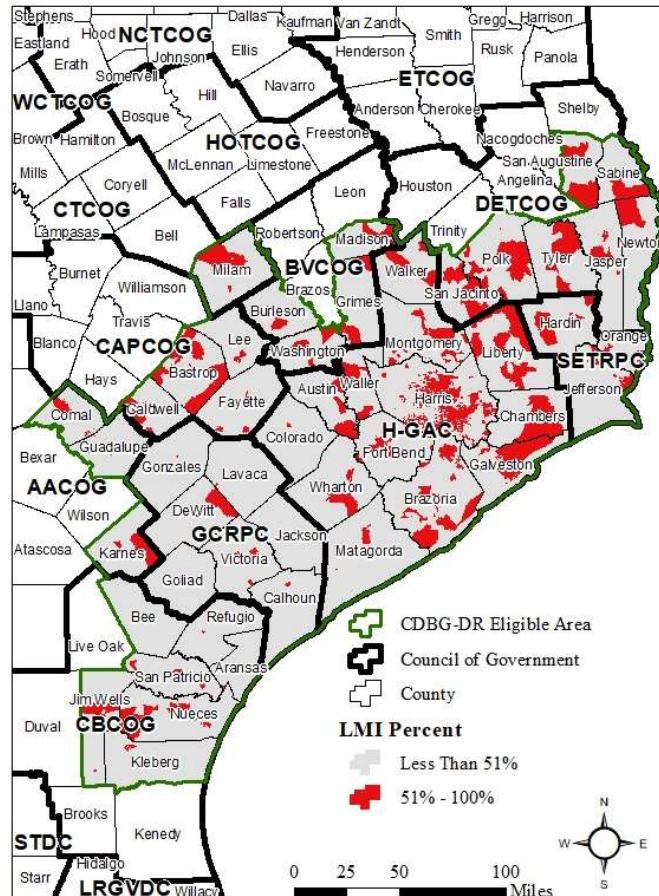 Stephens
Dallas
Gregg
Harrison
Hood
NCTCOG
Kaufman
Van Zandt
Smith
Eastland
Johnson
Ellis
Henderson
Rusk
Panola
Erath
Somervell
Navarro
ETCOG
Hill
WCTCOG
Bosque
Anderson
Cherokee
Shelby
Brown
Hamilton
HOTCOG
Freestone
Nacogdoches
McLennan
Limestone
San Augustine
Sabine
Mills
Coryell
Leon
Houston
Angelina
CTCOG
Falls
DETCOG
Lampasas
Bell
Robertson
Madison
Trinity
Newton
Burnet
Milam
BVCOG
Walker
Polk
Tyler
Jasper
Williamson
Brazos
Grimes
San Jacinto
Llano
Burleson
Travis
Lee
Montgomery
Hardin
Blanco
CAPCOG
Washington
Liberty
Orange
Hays
Bastrop
Austin
Waller
SETRPC
Comal
Caldwell
Fayette
Harris
Jefferson
Chambers
Guadalupe
Colorado
H-GAC
Bexar
Gonzales
Fort Bend
Galveston
AACOG
Lavaca
Wharton
Wilson
DeWitt
Brazoria
GCRPC
Jackson
Atascosa
Karnes
Victoria
Matagorda
Goliad
Calhoun
Bee
Refugio
Live Oak
Aransas
San Patricio
Jim Wells
Nueces
Duval
CBCOG
Kleberg
Brooks
STDC
Kenedy
Hidalgo
Starr
LRGVDC
Willacy
CDBG-DR Eligible Area
Council of Government
County
LMI Percent
Less Than 51%
51% - 100%
N
W
E
S
0 25 50 100
Miles